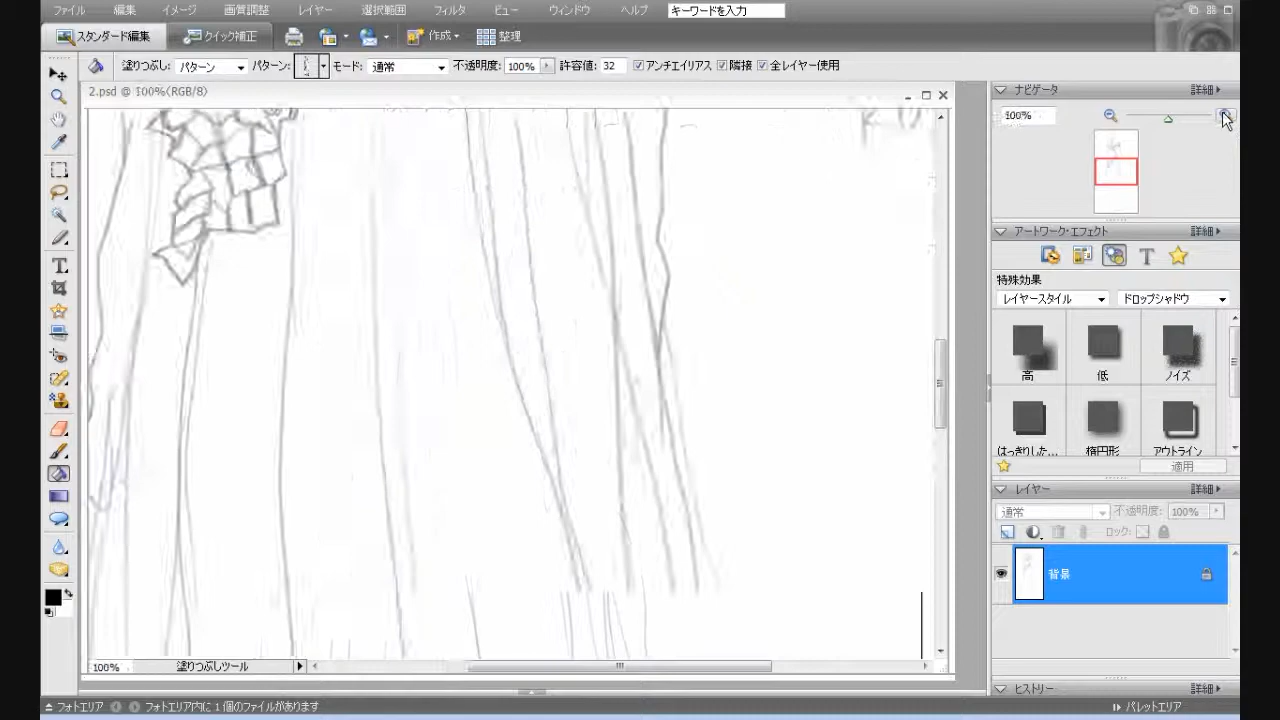 ファイル 編集 イメージ 画質調整 レイヤー 選択範囲 フィルタ ビュー ウィンドウ ヘルプ キーワードを入力
スタンダード編集 クイック補正 作成 整理
塗りつぶし: パターン パターン: モード: 通常 不透明度: 100% 許容値: 32 アンチエイリアス 隣接 全レイヤー使用
2.psd @ 100%(RGB/8)
ナビゲータ 詳細
100%
アートワーク・エフェクト 詳細
特殊効果
レイヤースタイル ドロップシャドウ
高 低 ノイズ
はっきりした... 楕円形 アウトライン
適用
レイヤー 詳細
通常 不透明度: 100%
ロック:
背景
100% 塗りつぶしツール
ヒストリー 詳細
フォトエリア フォトエリア内に 1 個のファイルがあります パレットエリア